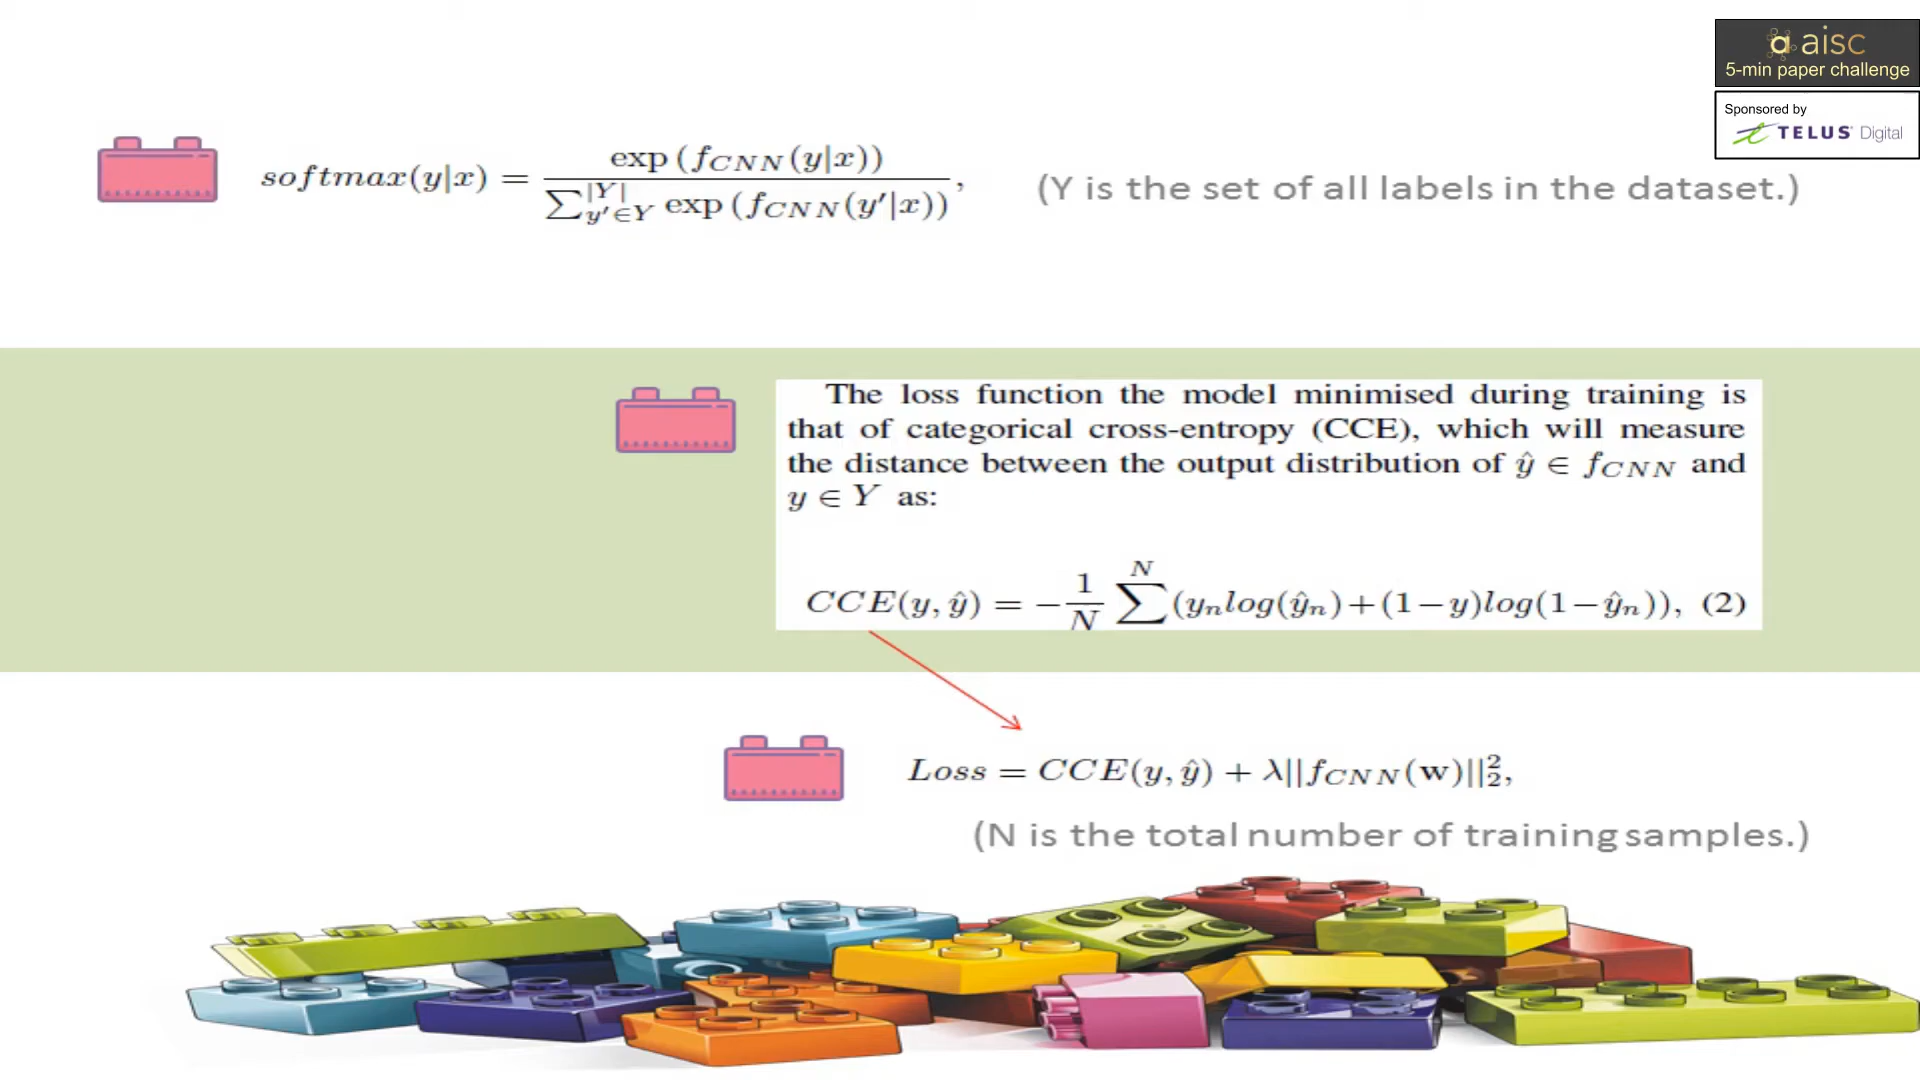 aisc
5-min paper challenge
Sponsored by
TELUS Digital
softmax(y|x) = exp (f_CNN(y|x)) / ∑_{y′∈Y}^{|Y|} exp (f_CNN(y′|x)),
(Y is the set of all labels in the dataset.)
The loss function the model minimised during training is
that of categorical cross-entropy (CCE), which will measure
the distance between the output distribution of ŷ ∈ f_CNN and
y ∈ Y as:
CCE(y, ŷ) = −1/N ∑^N (y_n log(ŷ_n)+(1−y)log(1−ŷ_n)), (2)
Loss = CCE(y, ŷ) + λ||f_CNN(w)||²₂,
(N is the total number of training samples.)